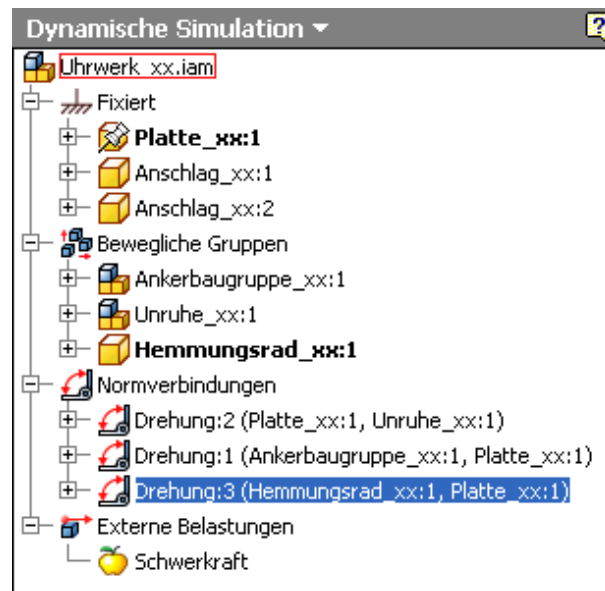 Dynamische Simulation
?
Uhrwerk_xx.iam
Fixiert
Platte_xx:1
Anschlag_xx:1
Anschlag_xx:2
Bewegliche Gruppen
Ankerbaugruppe_xx:1
Unruhe_xx:1
Hemmungsrad_xx:1
Normverbindungen
Drehung:2 (Platte_xx:1, Unruhe_xx:1)
Drehung:1 (Ankerbaugruppe_xx:1, Platte_xx:1)
Drehung:3 (Hemmungsrad_xx:1, Platte_xx:1)
Externe Belastungen
Schwerkraft